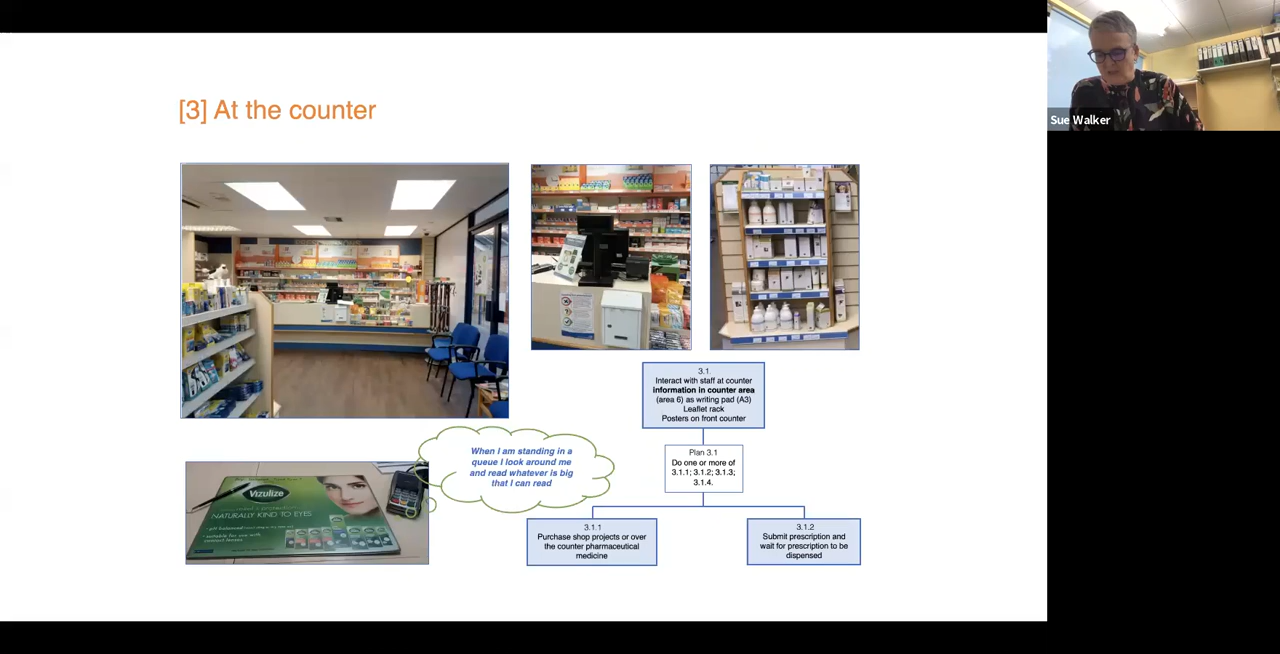 [3] At the counter
Sue Walker
3.1.
Interact with staff at counter
information in counter area
(area 6) as writing pad (A3)
Leaflet rack
Posters on front counter
When I am standing in a
queue I look around me
and read whatever is big
that I can read
Plan 3.1
Do one or more of
3.1.1; 3.1.2; 3.1.3;
3.1.4.
Vizulize
NATURALLY KIND TO EYES
3.1.1
Purchase shop projects or over
the counter pharmaceutical
medicine
3.1.2
Submit prescription and
wait for prescription to be
dispensed